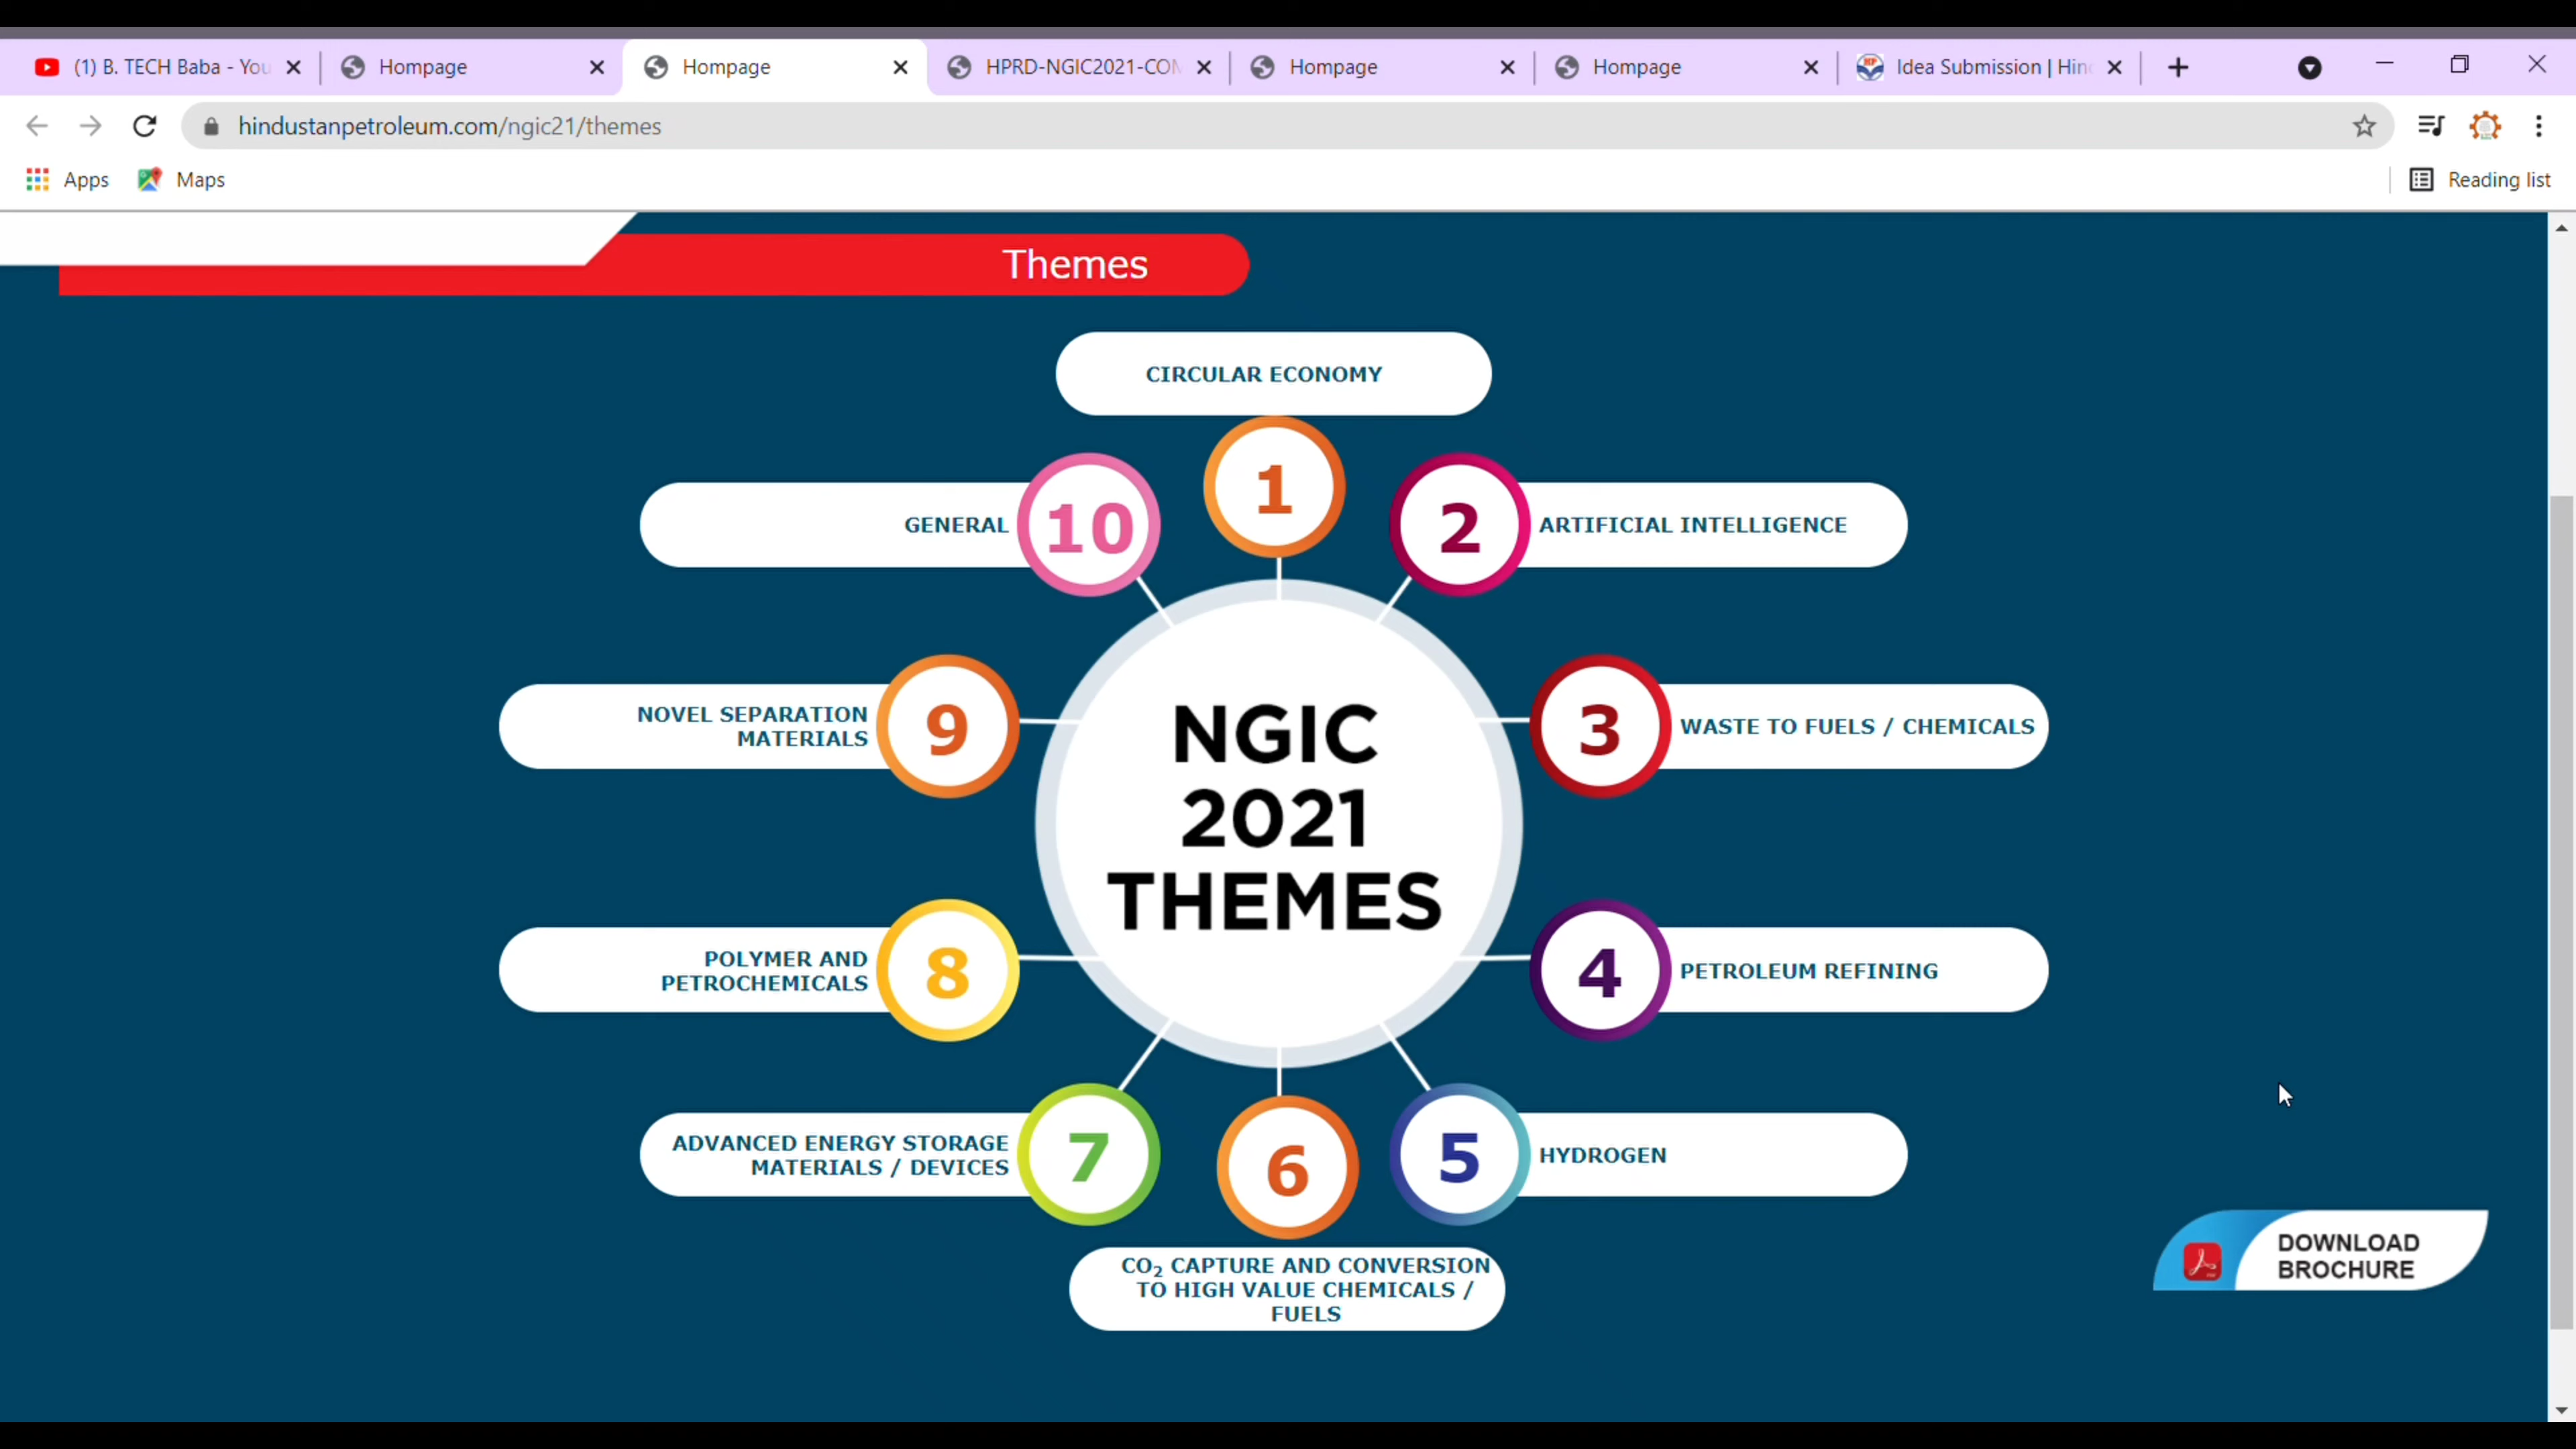 (1) B. TECH Baba - You
Hompage
Hompage
HPRD-NGIC2021-COM
Hompage
Hompage
Idea Submission | Hind
hindustanpetroleum.com/ngic21/themes
Apps
Maps
Reading list
Themes
CIRCULAR ECONOMY
1
GENERAL
10
2
ARTIFICIAL INTELLIGENCE
NOVEL SEPARATION
MATERIALS
9
3
WASTE TO FUELS / CHEMICALS
NGIC
2021
THEMES
POLYMER AND
PETROCHEMICALS
8
4
PETROLEUM REFINING
ADVANCED ENERGY STORAGE
MATERIALS / DEVICES
7
6
5
HYDROGEN
CO₂ CAPTURE AND CONVERSION
TO HIGH VALUE CHEMICALS /
FUELS
DOWNLOAD
BROCHURE